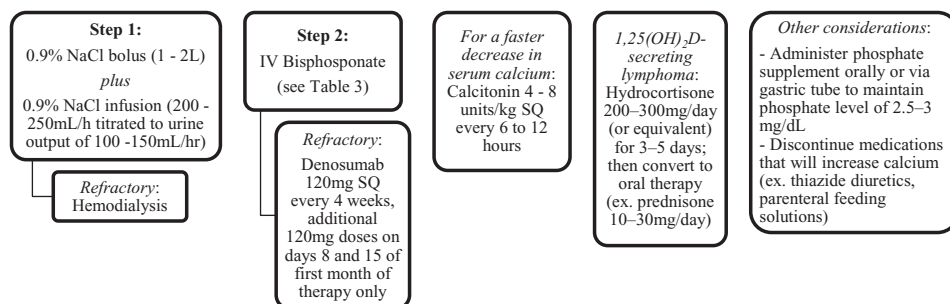 Step 1:
0.9% NaCl bolus (1 - 2L)
plus
0.9% NaCl infusion (200 -
250mL/h titrated to urine
output of 100 -150mL/hr)
Refractory:
Hemodialysis
Step 2:
IV Bisphosponate
(see Table 3)
Refractory:
Denosumab
120mg SQ
every 4 weeks,
additional
120mg doses on
days 8 and 15 of
first month of
therapy only
For a faster
decrease in
serum calcium:
Calcitonin 4 - 8
units/kg SQ
every 6 to 12
hours
1,25(OH)₂D-
secreting
lymphoma:
Hydrocortisone
200–300mg/day
(or equivalent)
for 3–5 days;
then convert to
oral therapy
(ex. prednisone
10–30mg/day)
Other considerations:
- Administer phosphate
supplement orally or via
gastric tube to maintain
phosphate level of 2.5–3
mg/dL
- Discontinue medications
that will increase calcium
(ex. thiazide diuretics,
parenteral feeding
solutions)